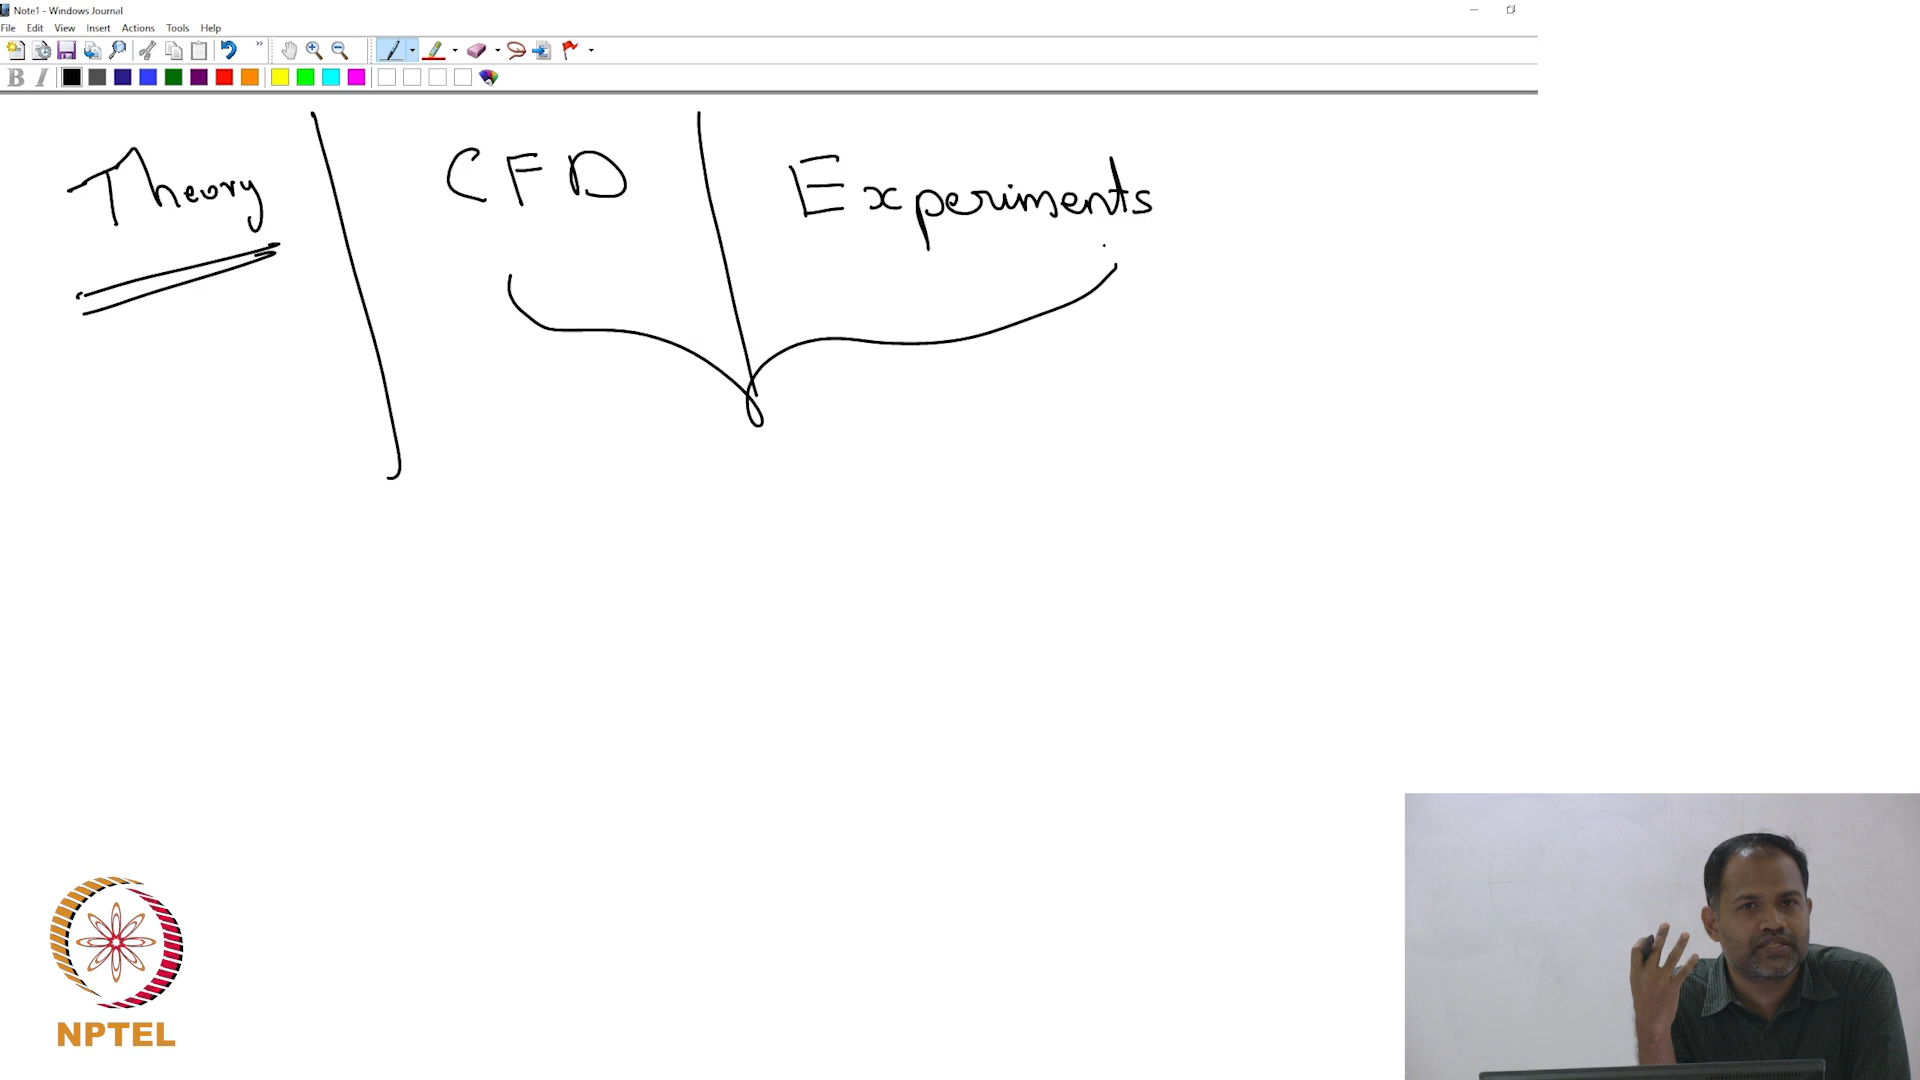 Note1 - Windows Journal
File Edit View Insert Actions Tools Help
B I
Theory CFD Experiments
NPTEL